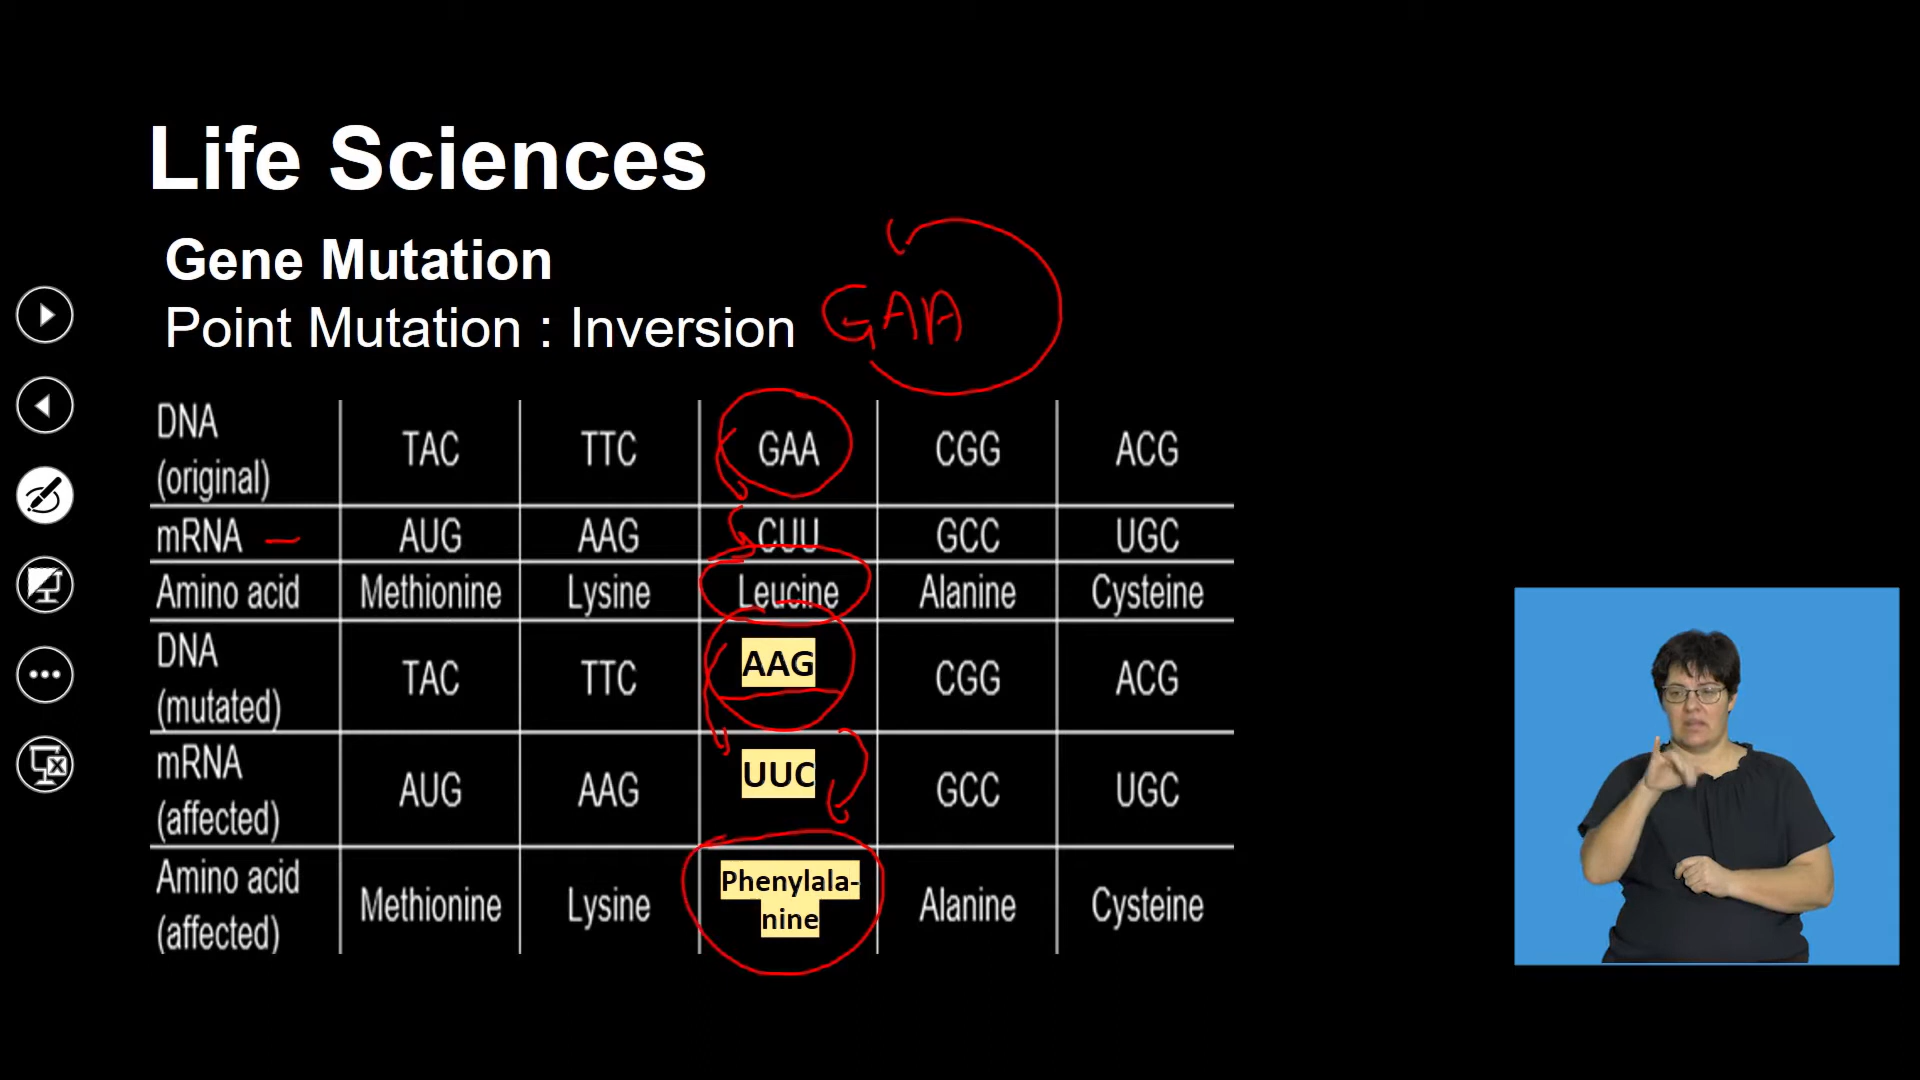 Life Sciences
Gene Mutation
Point Mutation : Inversion GAA
DNA (original) TAC TTC GAA CGG ACG
mRNA AUG AAG CUU GCC UGC
Amino acid Methionine Lysine Leucine Alanine Cysteine
DNA (mutated) TAC TTC AAG CGG ACG
mRNA (affected) AUG AAG UUC GCC UGC
Amino acid (affected) Methionine Lysine Phenylala-nine Alanine Cysteine